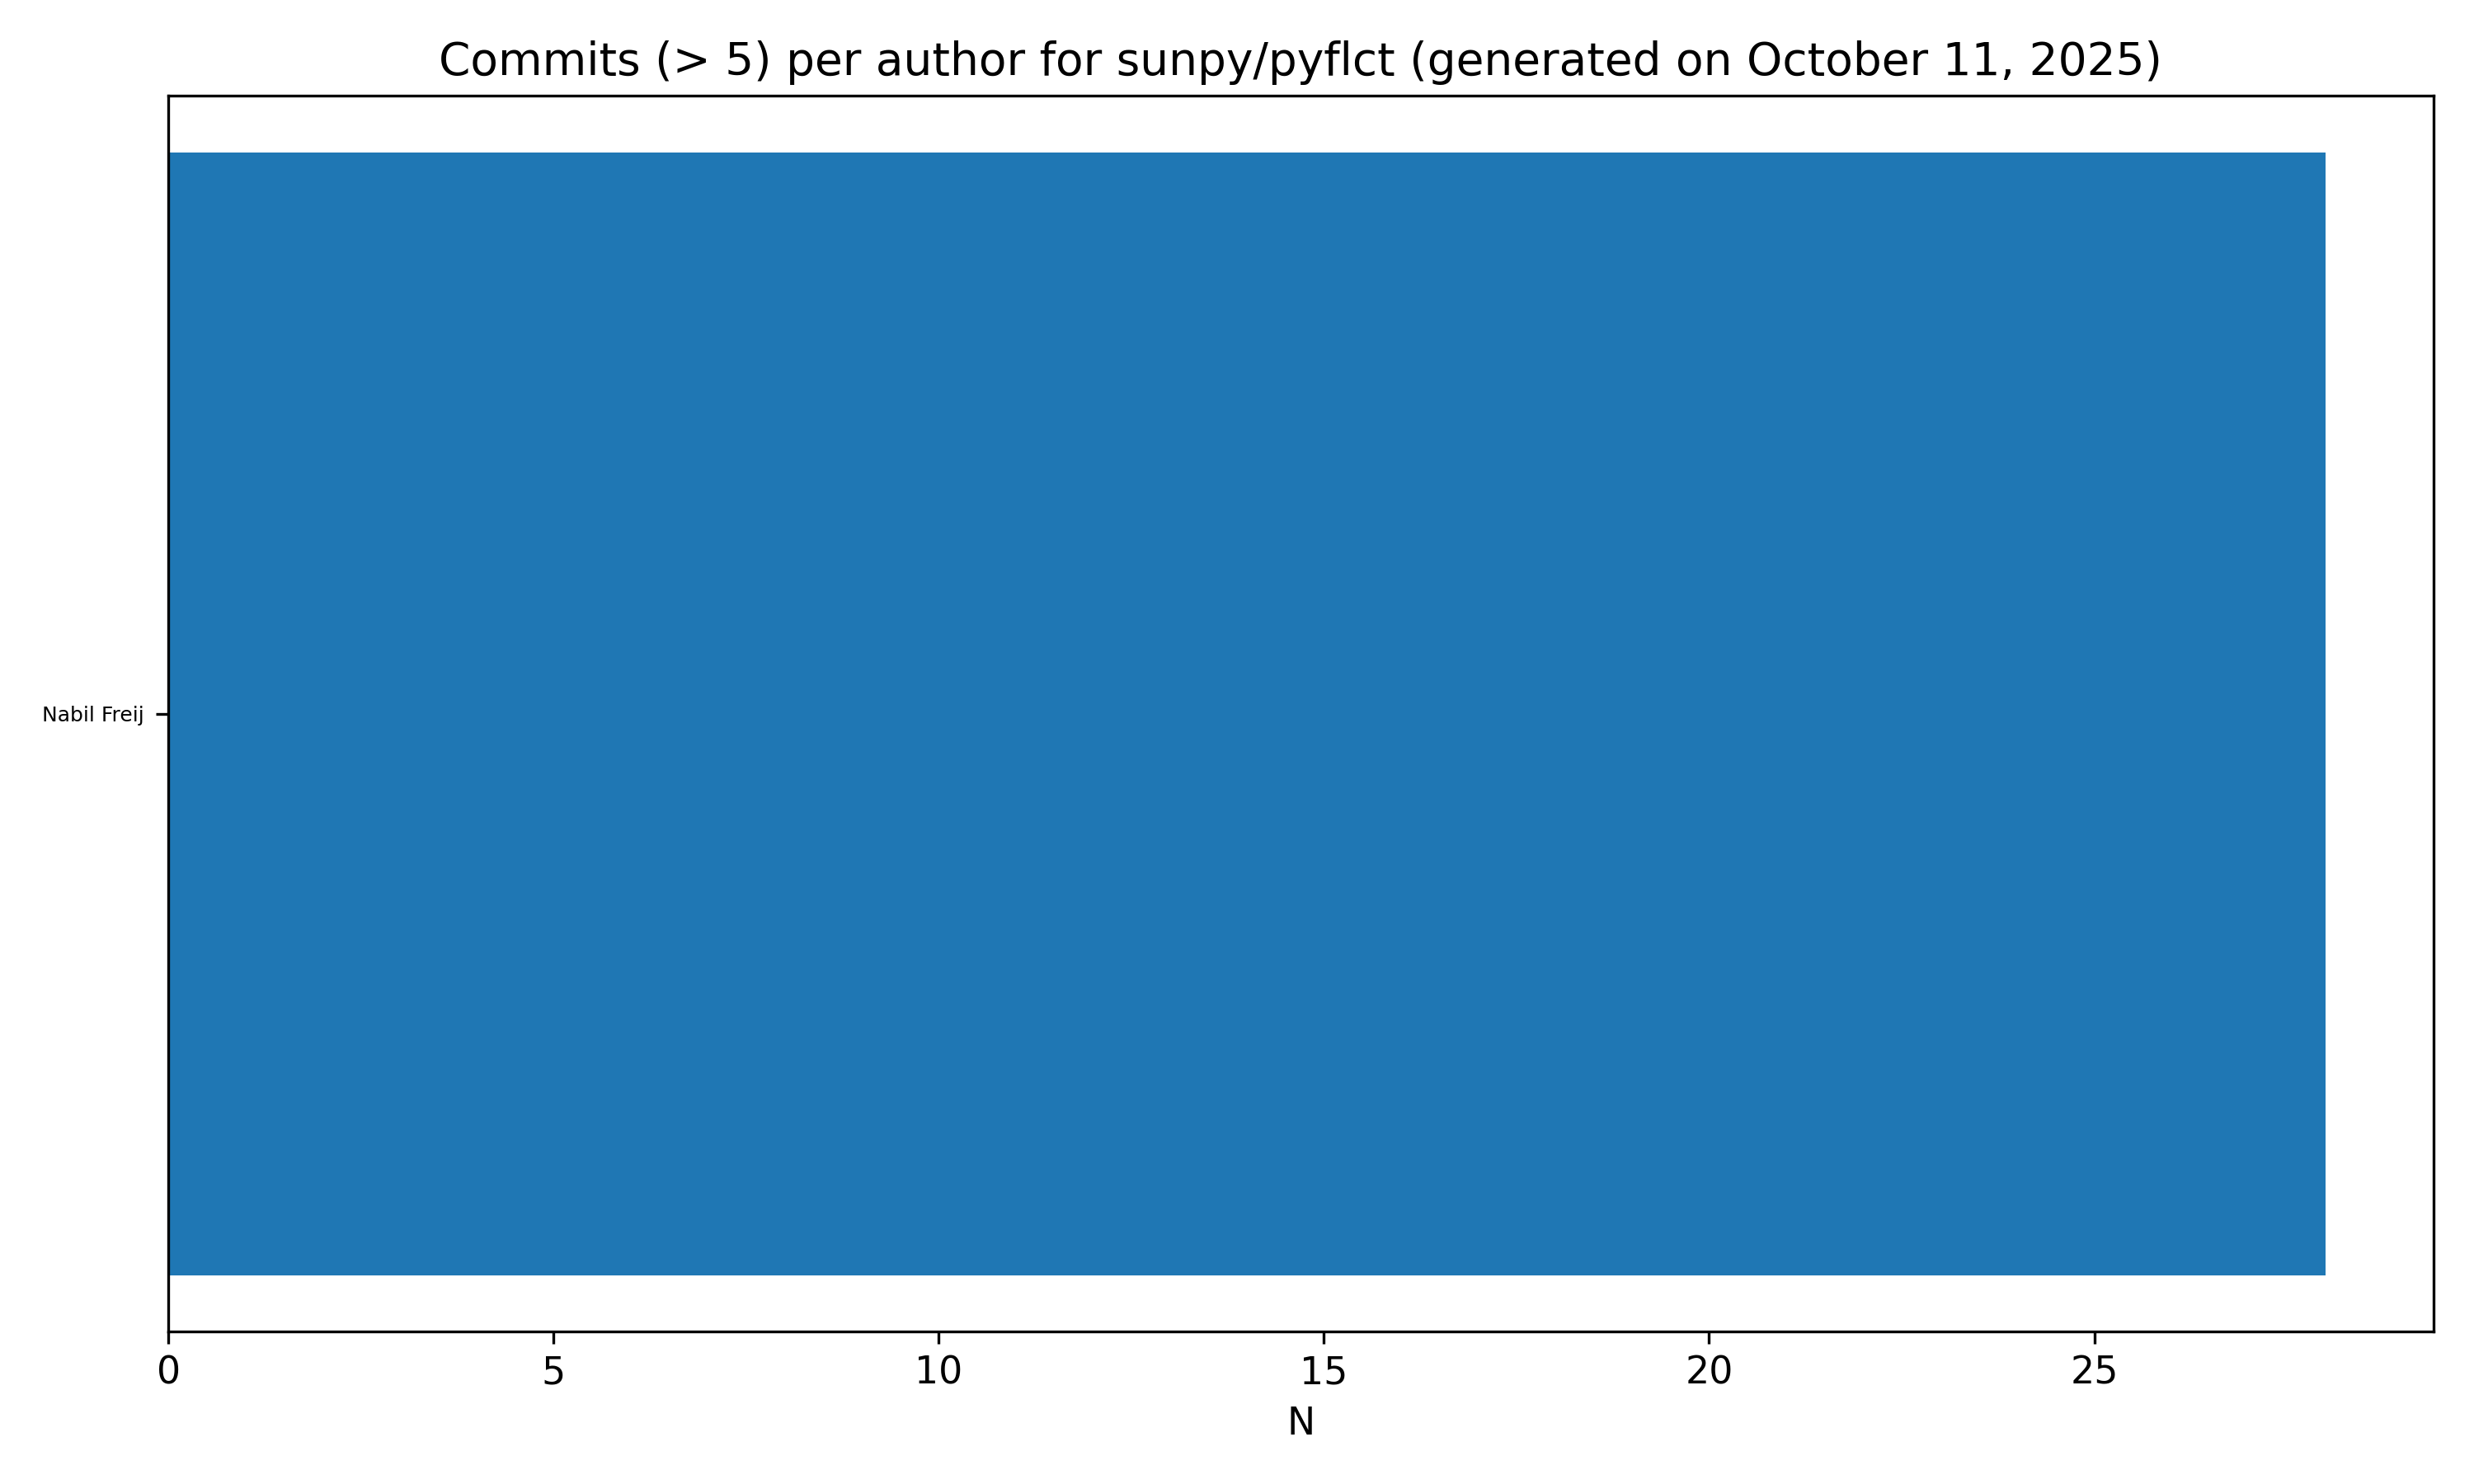 Commits (> 5) per author for sunpy/pyflct (generated on October 11, 2025)
Nabil Freij
0 5 10 15 20 25
N